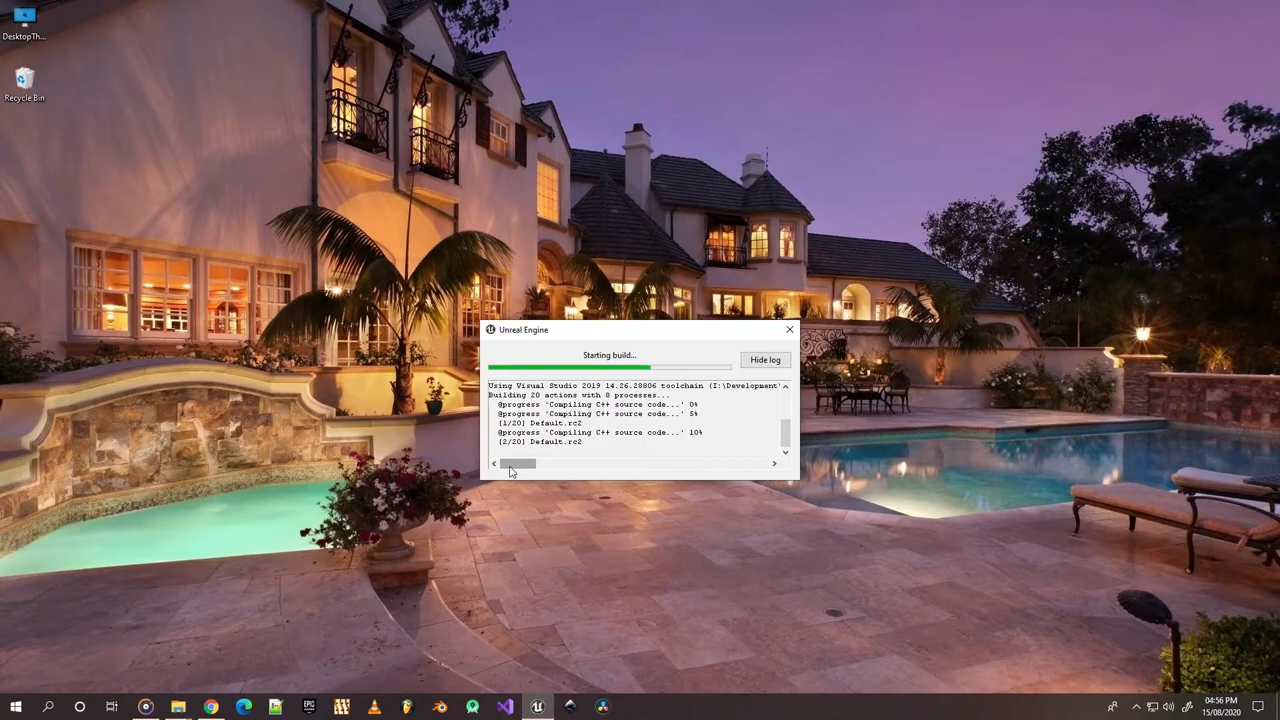 DesktopTh...
Recycle Bin
Unreal Engine
Starting build...
Hide log
Using Visual Studio 2019 14.26.28806 toolchain (I:\Development\
Building 20 actions with 8 processes...
@progress 'Compiling C++ source code...' 0%
@progress 'Compiling C++ source code...' 5%
[1/20] Default.rc2
@progress 'Compiling C++ source code...' 10%
[2/20] Default.rc2
EPIC
GAMES
04:56 PM
15/08/2020